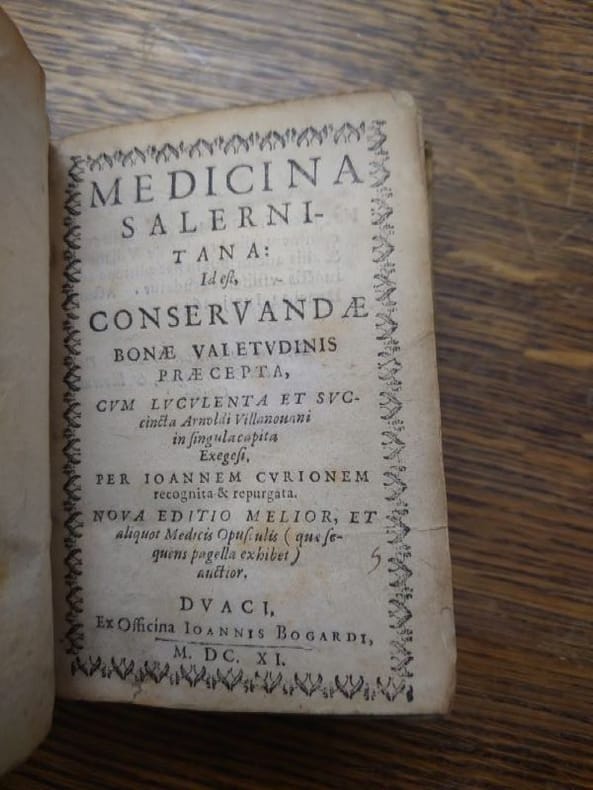 MEDICINA
SALERNI-
TANA:
Id eſt,
CONSERVANDÆ
BONÆ VALETVDINIS
PRÆCEPTA,
CVM LVCVLENTA ET SVC-
cincta Arnoldi Villanouani
in ſingula capita
Exegeſi,
PER IOANNEM CVRIONEM
recognita & repurgata.
NOVA EDITIO MELIOR, ET
aliquot Medicis Opuſculis ( quæ ſe-
quens pagella exhibet )
auctior.
DVACI,
Ex Officina IOANNIS BOGARDI,
M. DC. XI.